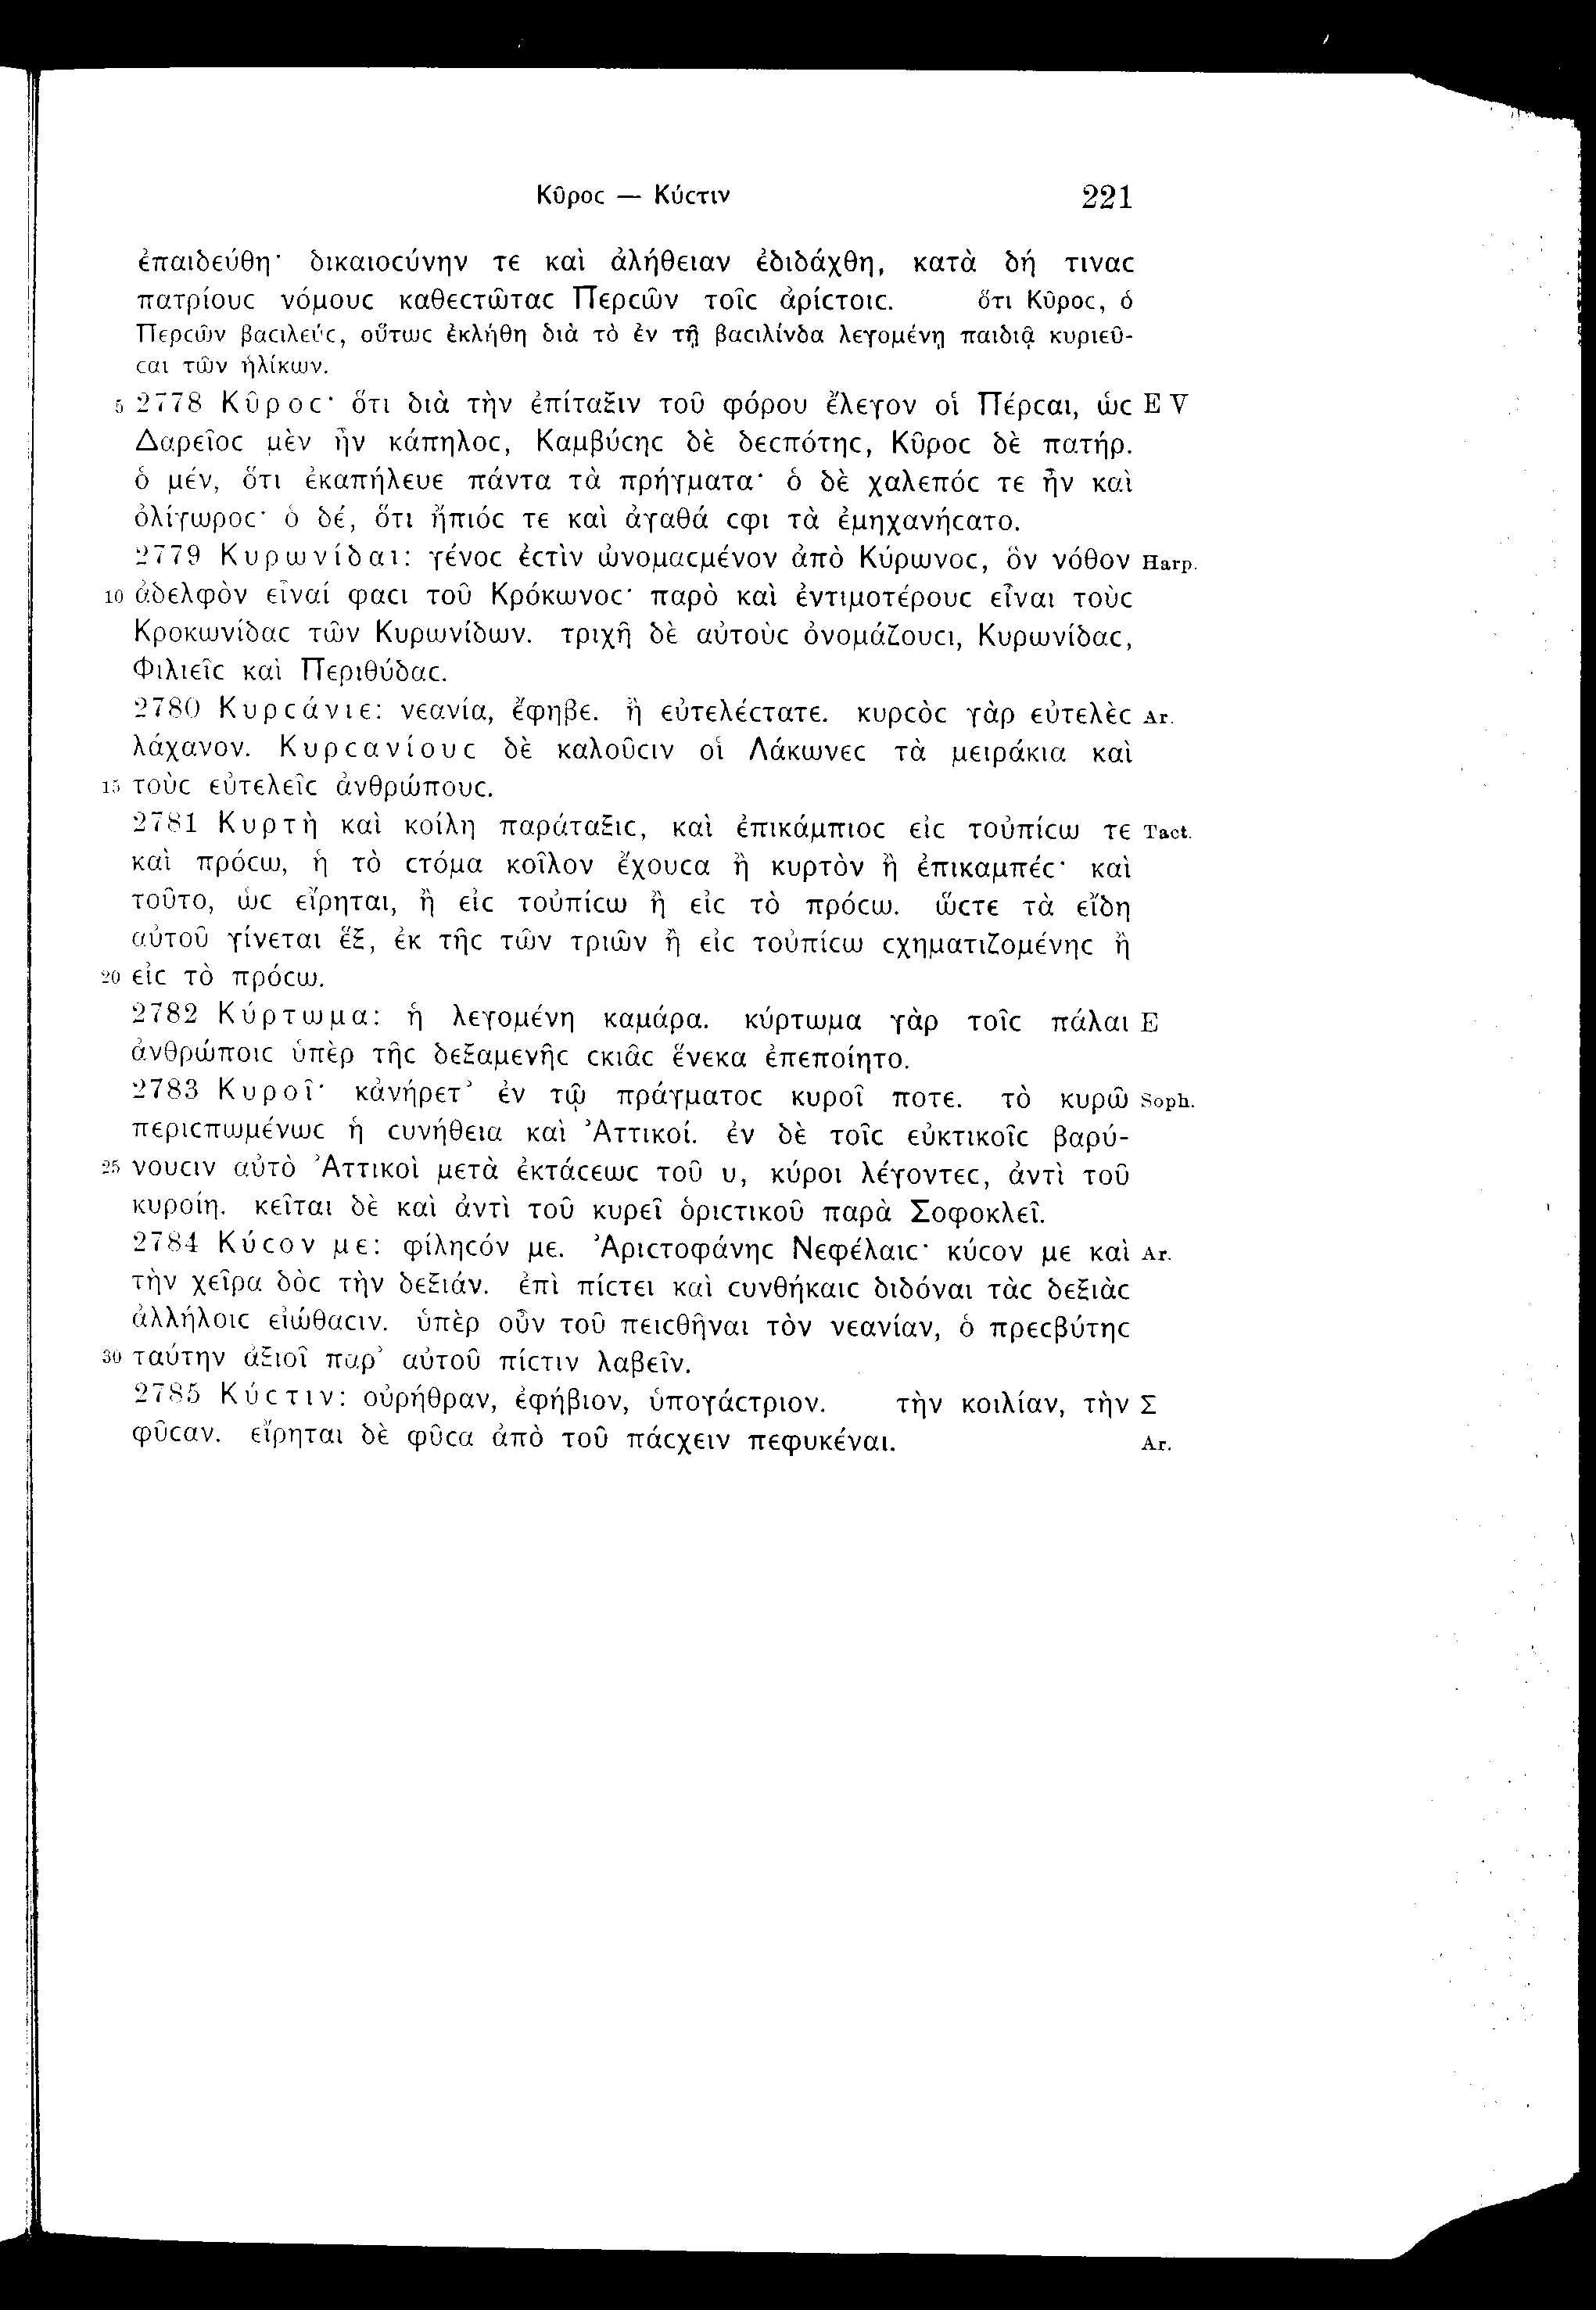 Κῦροϲ — Κύϲτιν 221
ἐπαιδεύθη· δικαιοϲύνην τε καὶ ἀλήθειαν ἐδιδάχθη, κατὰ δή τιναϲ
πατρίουϲ νόμουϲ καθεϲτῶταϲ Περϲῶν τοῖϲ ἀρίϲτοιϲ. ὅτι Κῦροϲ, ὁ
Περϲῶν βαϲιλεύϲ, οὕτωϲ ἐκλήθη διὰ τὸ ἐν τῇ βαϲιλίνδα λεγομένῃ παιδιᾷ κυριεῦ-
ϲαι τῶν ἡλίκων.
5 2778 Κῦροϲ· ὅτι διὰ τὴν ἐπίταξιν τοῦ φόρου ἔλεγον οἱ Πέρϲαι, ὡϲ E V
Δαρεῖοϲ μὲν ἦν κάπηλοϲ, Καμβύϲηϲ δὲ δεϲπότηϲ, Κῦροϲ δὲ πατήρ.
ὁ μέν, ὅτι ἐκαπήλευε πάντα τὰ πρήγματα· ὁ δὲ χαλεπόϲ τε ἦν καὶ
ὀλίγωροϲ· ὁ δέ, ὅτι ἤπιόϲ τε καὶ ἀγαθά ϲφι τὰ ἐμηχανήϲατο.
2779 Κυρωνίδαι: γένοϲ ἐϲτὶν ὠνομαϲμένον ἀπὸ Κύρωνοϲ, ὃν νόθον Harp.
10 ἀδελφὸν εἶναί φαϲι τοῦ Κρόκωνοϲ· παρὸ καὶ ἐντιμοτέρουϲ εἶναι τοὺϲ
Κροκωνίδαϲ τῶν Κυρωνίδων. τριχῇ δὲ αὐτοὺϲ ὀνομάζουϲι, Κυρωνίδαϲ,
Φιλιεῖϲ καὶ Περιθύδαϲ.
2780 Κυρϲάνιε: νεανία, ἔφηβε. ἢ εὐτελέϲτατε. κυρϲὸϲ γὰρ εὐτελὲϲ Ar.
λάχανον. Κυρϲανίουϲ δὲ καλοῦϲιν οἱ Λάκωνεϲ τὰ μειράκια καὶ
15 τοὺϲ εὐτελεῖϲ ἀνθρώπουϲ.
2781 Κυρτὴ καὶ κοίλη παράταξιϲ, καὶ ἐπικάμπιοϲ εἰϲ τοὐπίϲω τε Tact.
καὶ πρόϲω, ἡ τὸ ϲτόμα κοῖλον ἔχουϲα ἢ κυρτὸν ἢ ἐπικαμπέϲ· καὶ
τοῦτο, ὡϲ εἴρηται, ἢ εἰϲ τοὐπίϲω ἢ εἰϲ τὸ πρόϲω. ὥϲτε τὰ εἴδη
αὐτοῦ γίνεται ἕξ, ἐκ τῆϲ τῶν τριῶν ἢ εἰϲ τοὐπίϲω ϲχηματιζομένηϲ ἢ
20 εἰϲ τὸ πρόϲω.
2782 Κύρτωμα: ἡ λεγομένη καμάρα. κύρτωμα γὰρ τοῖϲ πάλαι E
ἀνθρώποιϲ ὑπὲρ τῆϲ δεξαμενῆϲ ϲκιᾶϲ ἕνεκα ἐπεποίητο.
2783 Κυροῖ· κἀνήρετ᾽ ἐν τῷ πράγματοϲ κυροῖ ποτε. τὸ κυρῶ Soph.
περιϲπωμένωϲ ἡ ϲυνήθεια καὶ Ἀττικοί. ἐν δὲ τοῖϲ εὐκτικοῖϲ βαρύ-
25 νουϲιν αὐτὸ Ἀττικοὶ μετὰ ἐκτάϲεωϲ τοῦ υ, κύροι λέγοντεϲ, ἀντὶ τοῦ
κυροίη. κεῖται δὲ καὶ ἀντὶ τοῦ κυρεῖ ὁριϲτικοῦ παρὰ Σοφοκλεῖ.
2784 Κύϲον με: φίληϲόν με. Ἀριϲτοφάνηϲ Νεφέλαιϲ· κύϲον με καὶ Ar.
τὴν χεῖρα δὸϲ τὴν δεξιάν. ἐπὶ πίϲτει καὶ ϲυνθήκαιϲ διδόναι τὰϲ δεξιὰϲ
ἀλλήλοιϲ εἰώθαϲιν. ὑπὲρ οὖν τοῦ πειϲθῆναι τὸν νεανίαν, ὁ πρεϲβύτηϲ
30 ταύτην ἀξιοῖ παρ᾽ αὐτοῦ πίϲτιν λαβεῖν.
2785 Κύϲτιν: οὐρήθραν, ἐφήβιον, ὑπογάϲτριον. τὴν κοιλίαν, τὴν Σ
φῦϲαν. εἴρηται δὲ φῦϲα ἀπὸ τοῦ πάϲχειν πεφυκέναι. Ar.